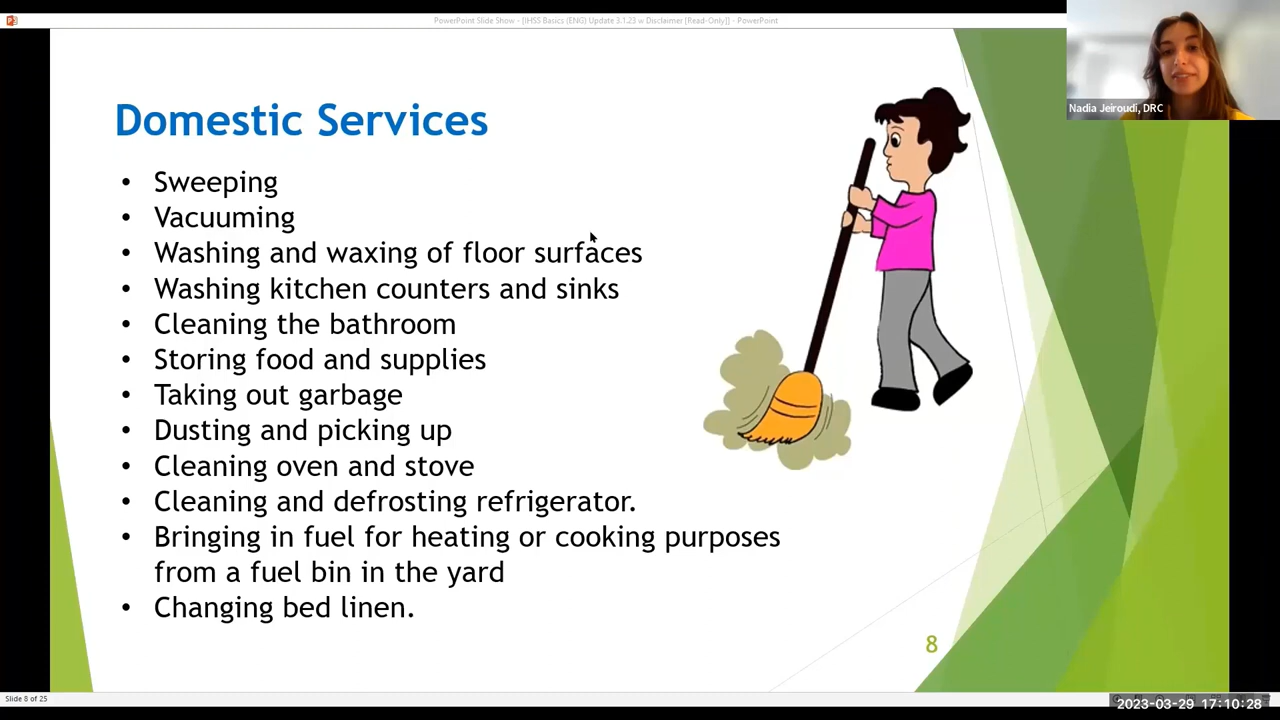 PowerPoint Slide Show - [IHSS Basics (ENG) Update 3.1.23 w Disclaimer [Read-Only]] - PowerPoint
Nadia Jeiroudi, DRC
Domestic Services
• Sweeping
• Vacuuming
• Washing and waxing of floor surfaces
• Washing kitchen counters and sinks
• Cleaning the bathroom
• Storing food and supplies
• Taking out garbage
• Dusting and picking up
• Cleaning oven and stove
• Cleaning and defrosting refrigerator.
• Bringing in fuel for heating or cooking purposes
from a fuel bin in the yard
• Changing bed linen.
8
Slide 8 of 25
2023-03-29 17:10:28